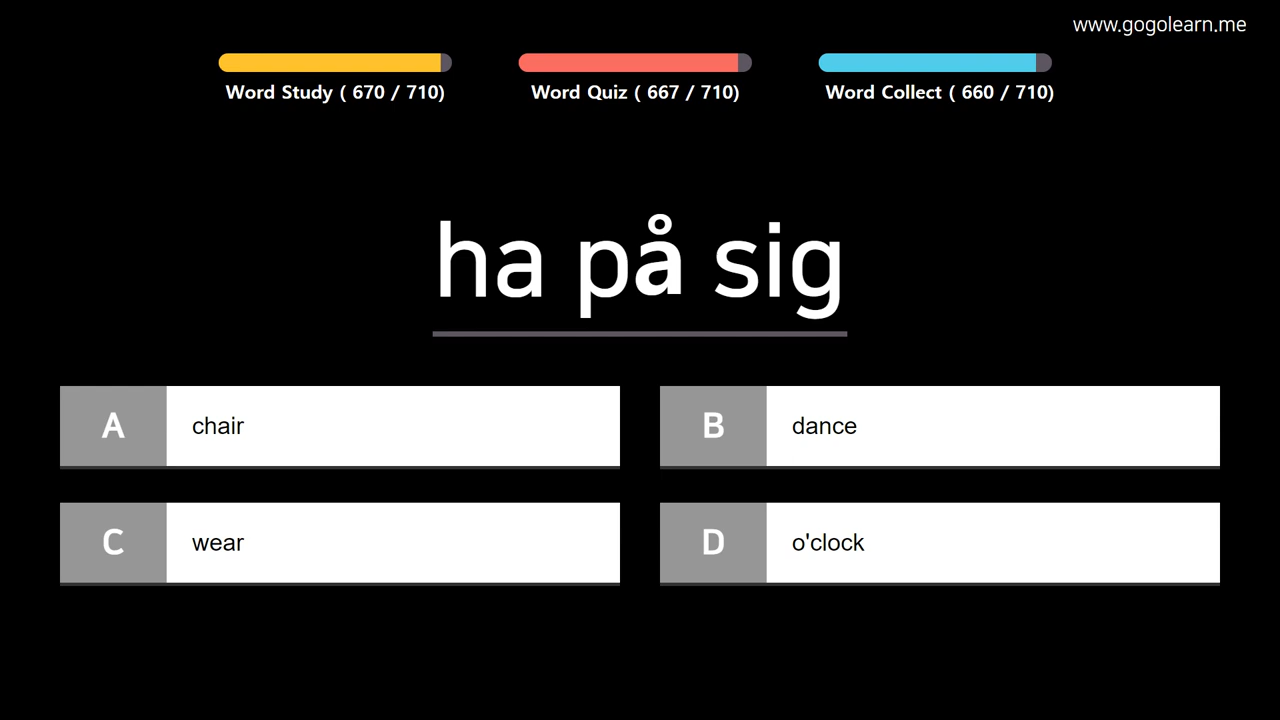 www.gogolearn.me
Word Study ( 670 / 710)
Word Quiz ( 667 / 710)
Word Collect ( 660 / 710)
ha på sig
A chair
B dance
C wear
D o'clock